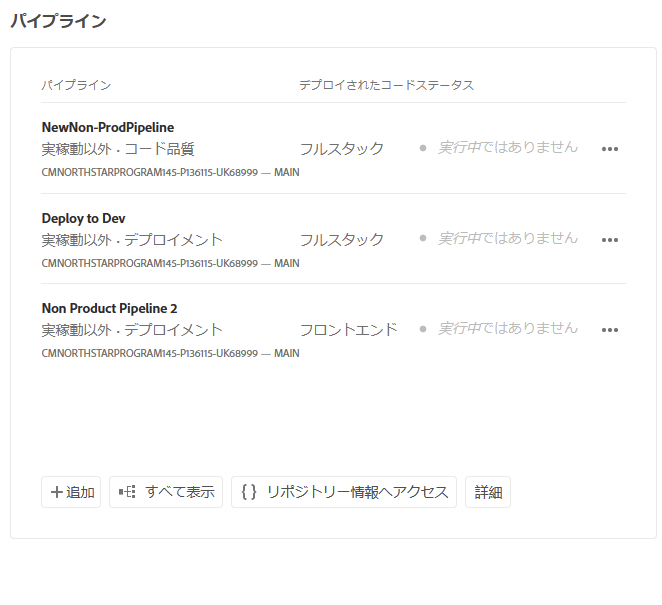 パイプライン
パイプライン デプロイされたコードステータス
NewNon-ProdPipeline
実稼動以外・コード品質 フルスタック 実行中ではありません
CMNORTHSTARPROGRAM145-P136115-UK68999 — MAIN
Deploy to Dev
実稼動以外・デプロイメント フルスタック 実行中ではありません
CMNORTHSTARPROGRAM145-P136115-UK68999 — MAIN
Non Product Pipeline 2
実稼動以外・デプロイメント フロントエンド 実行中ではありません
CMNORTHSTARPROGRAM145-P136115-UK68999 — MAIN
追加 すべて表示 リポジトリー情報へアクセス 詳細